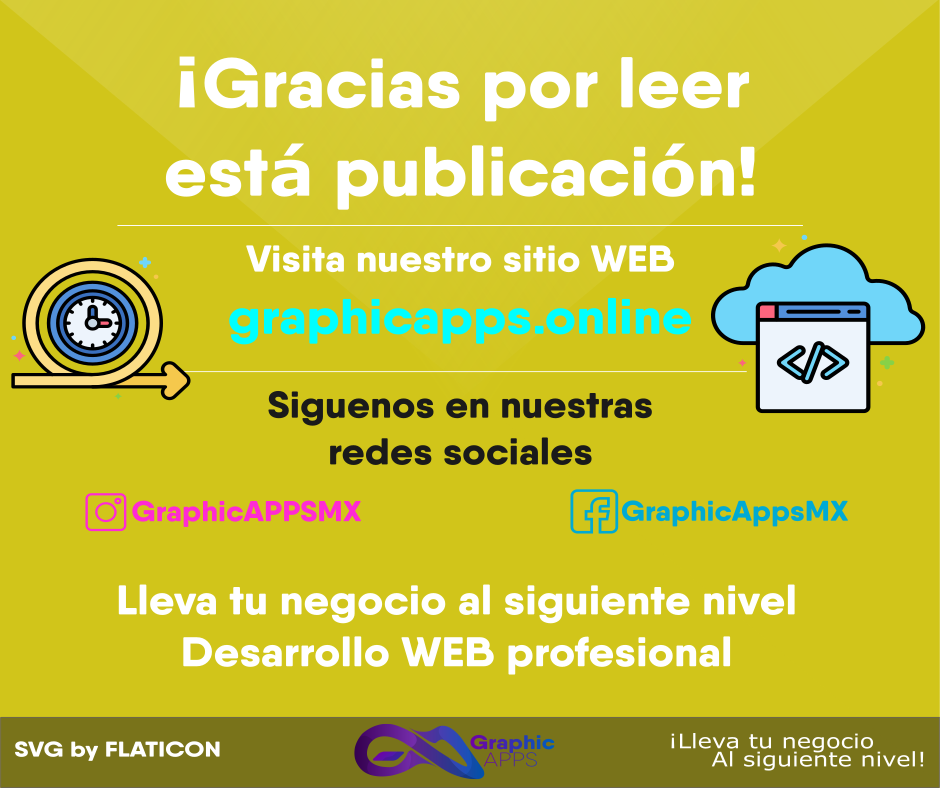 ¡Gracias por leer
está publicación!
Visita nuestro sitio WEB
graphicapps.online
Siguenos en nuestras
redes sociales
GraphicAPPSMX
GraphicAppsMX
Lleva tu negocio al siguiente nivel
Desarrollo WEB profesional
SVG by FLATICON
Graphic
APPS
¡Lleva tu negocio
Al siguiente nivel!